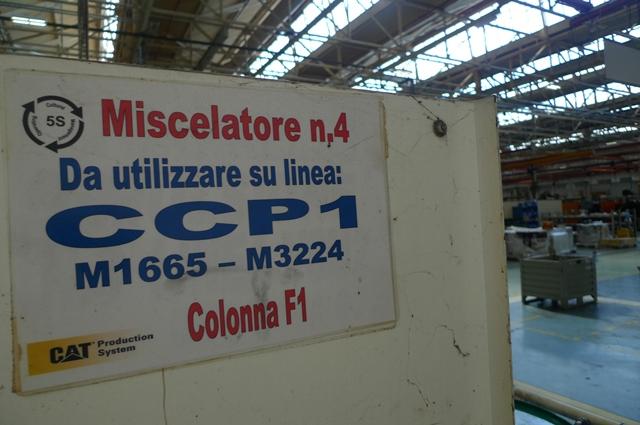 5S
Miscelatore n,4
Da utilizzare su linea:
CCP1
M1665 – M3224
Colonna F1
CAT Production
System